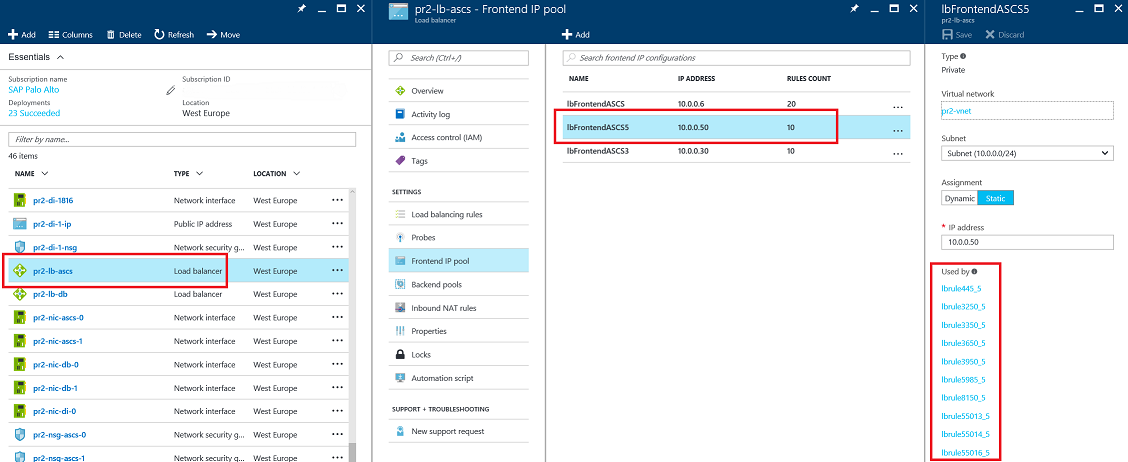 Add Columns Delete Refresh Move
Essentials
Subscription name Subscription ID
SAP Palo Alto
Deployments Location
23 Succeeded West Europe
Filter by name...
46 items
NAME TYPE LOCATION
pr2-di-1816 Network interface West Europe ...
pr2-di-1-ip Public IP address West Europe ...
pr2-di-1-nsg Network security g... West Europe ...
pr2-lb-ascs Load balancer West Europe ...
pr2-lb-db Load balancer West Europe ...
pr2-nic-ascs-0 Network interface West Europe ...
pr2-nic-ascs-1 Network interface West Europe ...
pr2-nic-db-0 Network interface West Europe ...
pr2-nic-db-1 Network interface West Europe ...
pr2-nic-di-0 Network interface West Europe ...
pr2-nsg-ascs-0 Network security g... West Europe ...
pr2-nsg-ascs-1 Network security g... West Europe ...
pr2-lb-ascs - Frontend IP pool
Load balancer
Search (Ctrl+/)
Overview
Activity log
Access control (IAM)
Tags
SETTINGS
Load balancing rules
Probes
Frontend IP pool
Backend pools
Inbound NAT rules
Properties
Locks
Automation script
SUPPORT + TROUBLESHOOTING
New support request
Add
Search frontend IP configurations
NAME IP ADDRESS RULES COUNT
lbFrontendASCS 10.0.0.6 20 ...
lbFrontendASCS5 10.0.0.50 10 ...
lbFrontendASCS3 10.0.0.30 10 ...
lbFrontendASCS5
pr2-lb-ascs
Save Discard
Type
Private
Virtual network
pr2-vnet
Subnet
Subnet (10.0.0.0/24)
Assignment
Dynamic Static
* IP address
10.0.0.50
Used by
lbrule445_5
lbrule3250_5
lbrule3350_5
lbrule3650_5
lbrule3950_5
lbrule5985_5
lbrule8150_5
lbrule55013_5
lbrule55014_5
lbrule55016_5